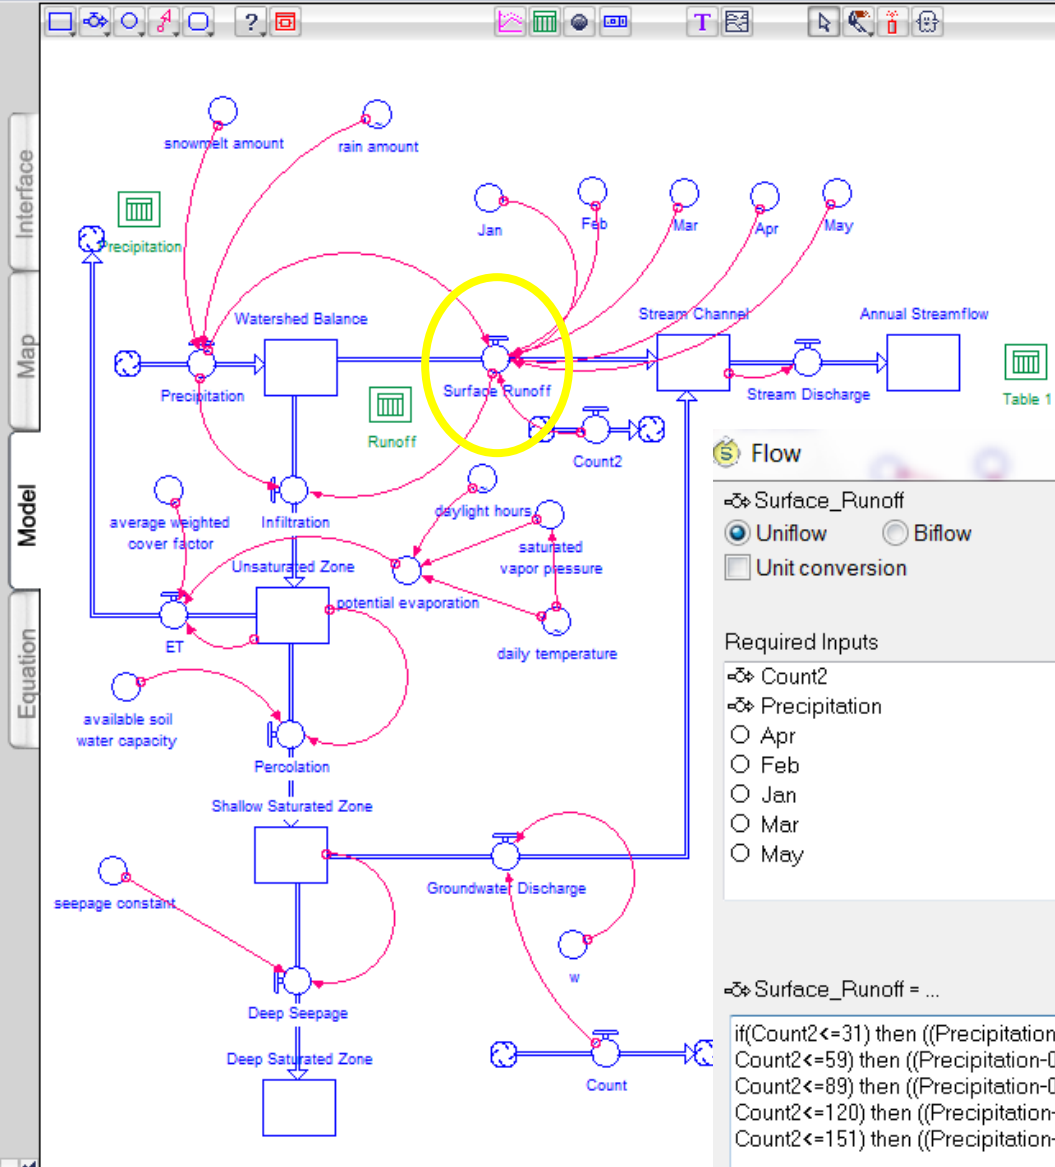 ? 
T
Interface
Map
Model
Equation
snowmelt amount
rain amount
Precipitation
Jan
Feb
Mar
Apr
May
Watershed Balance
Stream Channel
Annual Streamflow
Precipitation
Surface Runoff
Stream Discharge
Table 1
Runoff
Count2
average weighted
cover factor
Infiltration
daylight hours
saturated
vapor pressure
Unsaturated Zone
potential evaporation
ET
daily temperature
available soil
water capacity
Percolation
Shallow Saturated Zone
Groundwater Discharge
seepage constant
w
Deep Seepage
Deep Saturated Zone
Count
S Flow
Surface_Runoff
Uniflow
Biflow
Unit conversion
Required Inputs
Count2
Precipitation
Apr
Feb
Jan
Mar
May
Surface_Runoff = ...
if(Count2<=31) then ((Precipitation
Count2<=59) then ((Precipitation-0
Count2<=89) then ((Precipitation-0
Count2<=120) then ((Precipitation-
Count2<=151) then ((Precipitation-